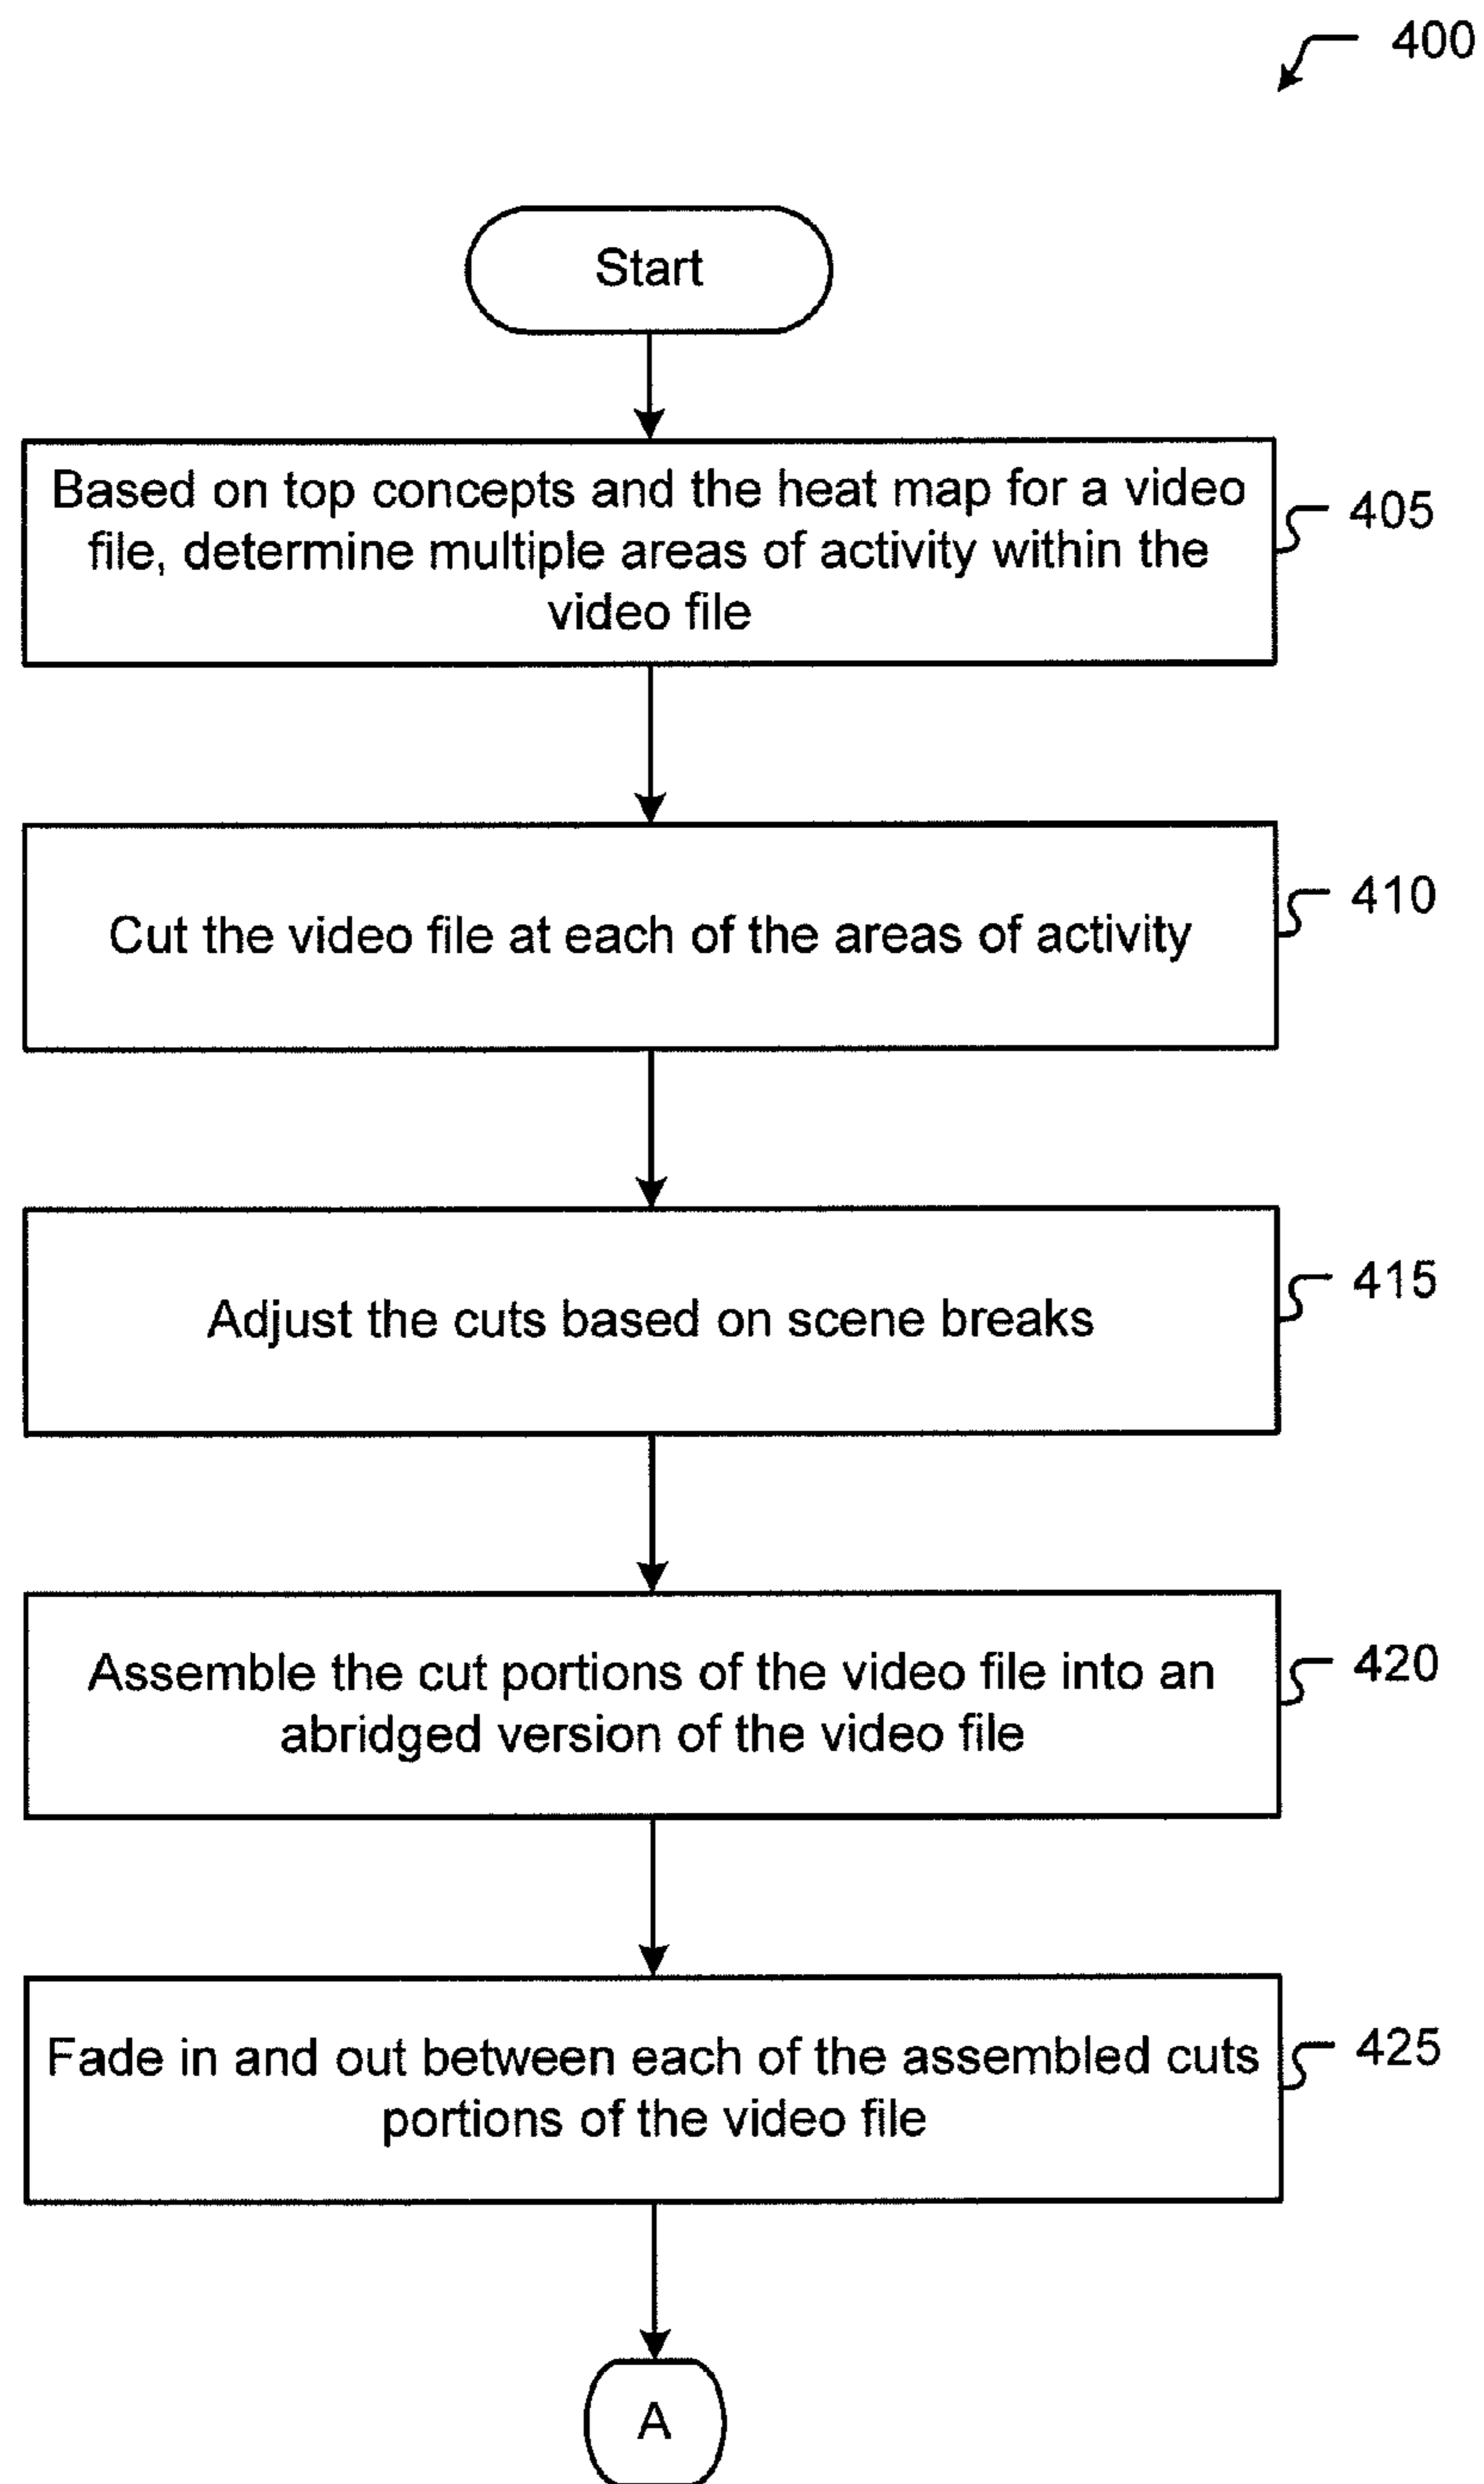 400
Start
Based on top concepts and the heat map for a video
file, determine multiple areas of activity within the
video file
405
Cut the video file at each of the areas of activity
410
Adjust the cuts based on scene breaks
415
Assemble the cut portions of the video file into an
abridged version of the video file
420
Fade in and out between each of the assembled cuts
portions of the video file
425
A